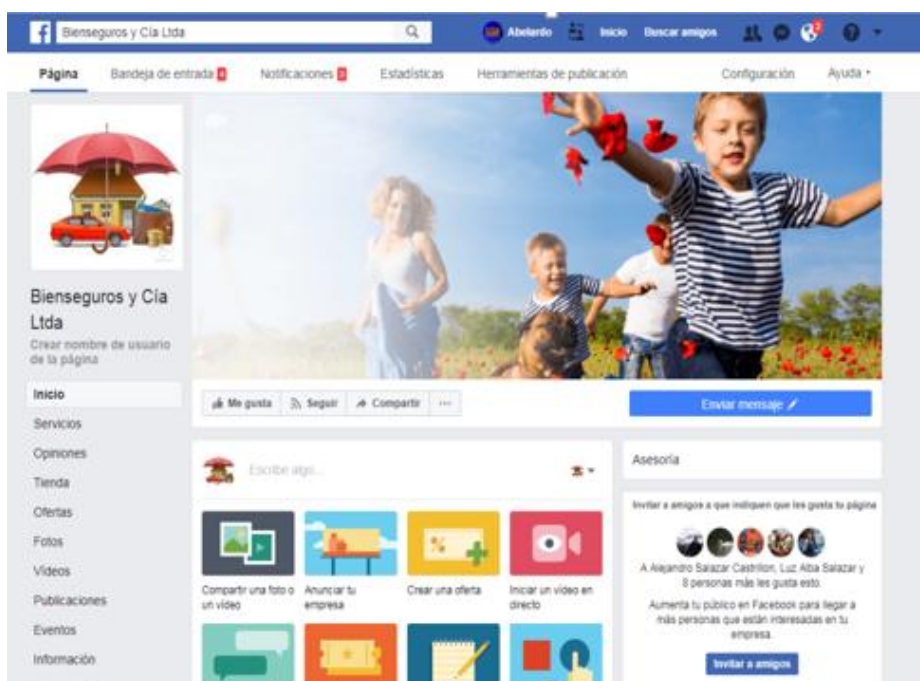 Bienseguros y Cía Ltda
Abelardo Inicio Buscar amigos
Página Bandeja de entrada 4 Notificaciones Estadísticas Herramientas de publicación Configuración Ayuda
Bienseguros y Cía
Ltda
Crear nombre de usuario
de la página
Inicio
Servicios
Opiniones
Tienda
Ofertas
Fotos
Vídeos
Publicaciones
Eventos
Información
Me gusta Seguir Compartir ...
Enviar mensaje
Escribe algo...
Compartir una foto o
un vídeo
Anunciar tu
empresa
Crear una oferta
Iniciar un vídeo en
directo
Asesoría
Invitar a amigos a que indiquen que les gusta tu página
A Alejandro Salazar Castrillon, Luz Alba Salazar y
8 personas más les gusta esto.
Aumenta tu público en Facebook para llegar a
más personas que están interesadas en tu
empresa.
Invitar a amigos